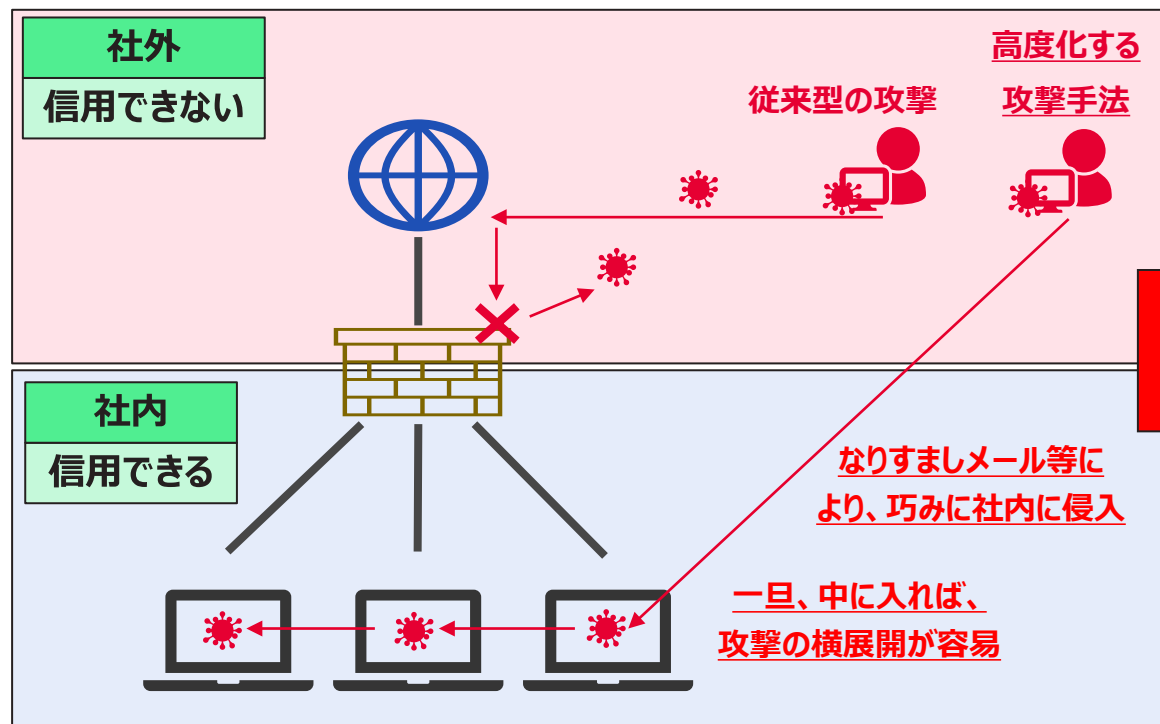 社外
信用できない
従来型の攻撃
高度化する
攻撃手法
社内
信用できる
なりすましメール等に
より、巧みに社内に侵入
一旦、中に入れば、
攻撃の横展開が容易